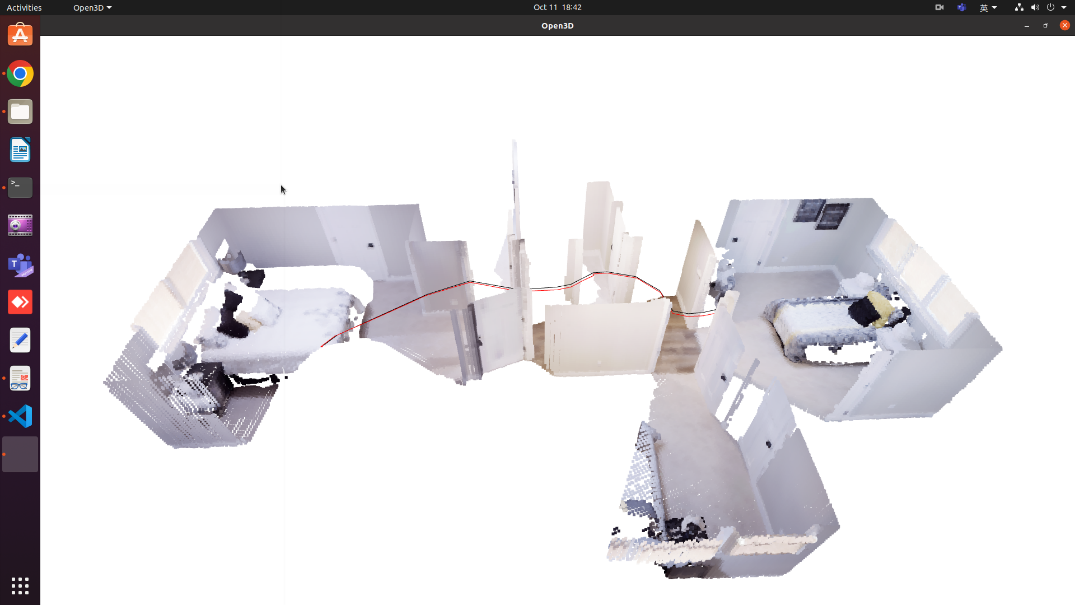 Activities
Open3D
Oct 11 18:42
英
Open3D